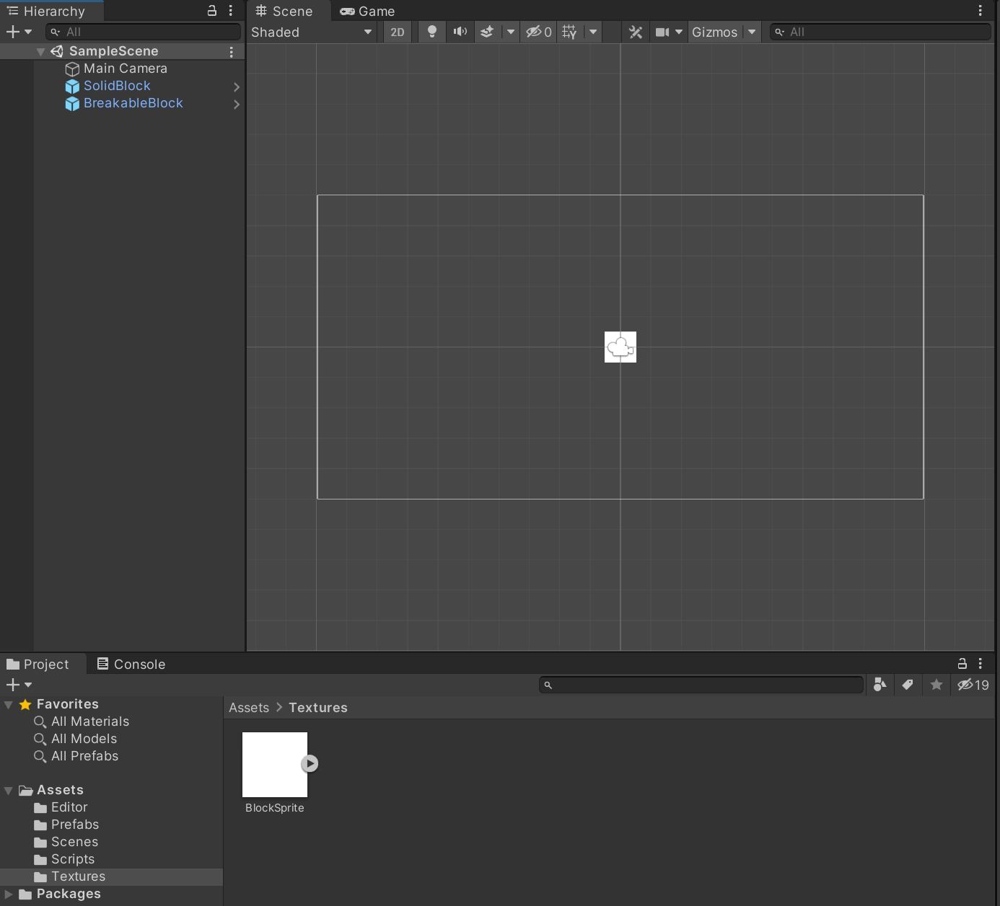 Hierarchy
All
SampleScene
Main Camera
SolidBlock
BreakableBlock
Scene Game
Shaded 2D 0 Gizmos All
Project Console
19
Favorites
All Materials
All Models
All Prefabs
Assets
Editor
Prefabs
Scenes
Scripts
Textures
Packages
Assets > Textures
BlockSprite